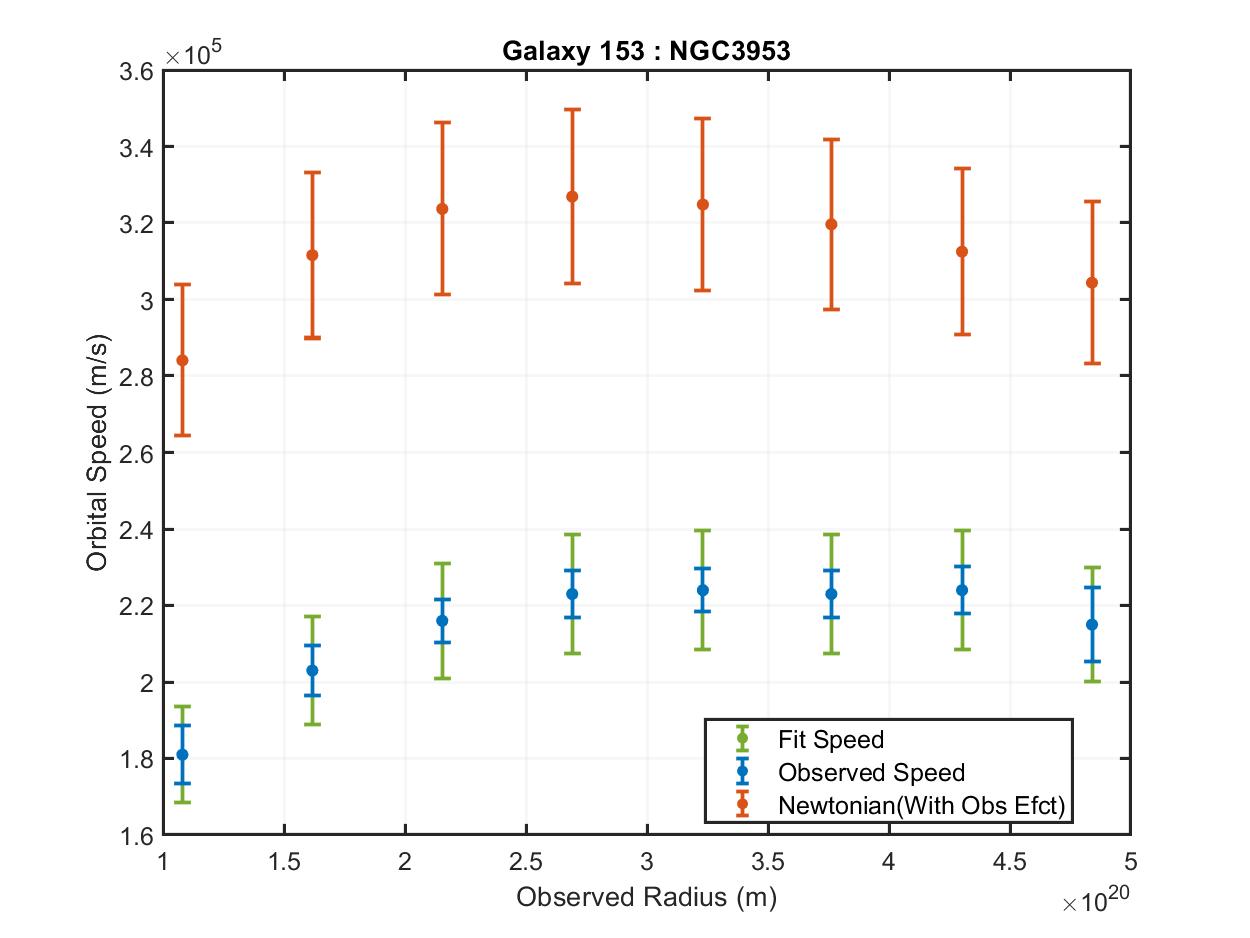 Galaxy 153 : NGC3953
×10^5
3.6
3.4
3.2
3
2.8
2.6
2.4
2.2
2
1.8
1.6
Orbital Speed (m/s)
Fit Speed
Observed Speed
Newtonian(With Obs Efct)
1 1.5 2 2.5 3 3.5 4 4.5 5
Observed Radius (m)
×10^20